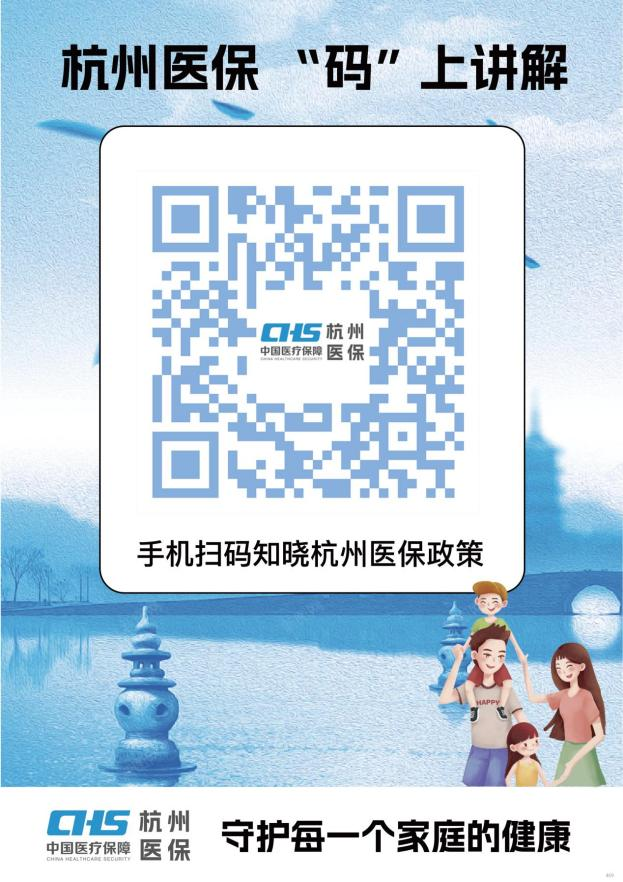 杭州医保 “码”上讲解
CHS 杭州
中国医疗保障 医保
CHINA HEALTHCARE SECURITY
手机扫码知晓杭州医保政策
HAPPY
CHS 杭州
中国医疗保障 医保
CHINA HEALTHCARE SECURITY
守护每一个家庭的健康